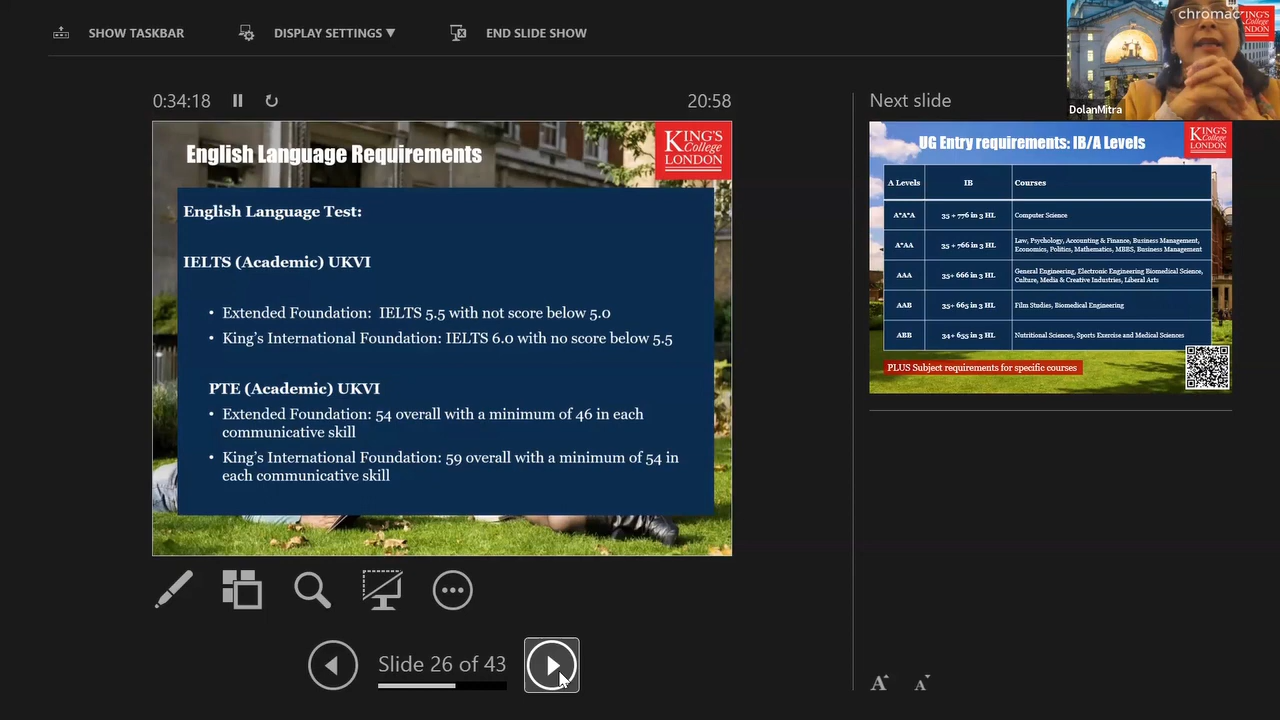 SHOW TASKBAR
DISPLAY SETTINGS ▼
END SLIDE SHOW
chromac
KING'S
LONDON
DolanMitra
0:34:18
20:58
Next slide
English Language Requirements
KING'S
College
LONDON
English Language Test:
IELTS (Academic) UKVI
• Extended Foundation: IELTS 5.5 with not score below 5.0
• King's International Foundation: IELTS 6.0 with no score below 5.5
PTE (Academic) UKVI
• Extended Foundation: 54 overall with a minimum of 46 in each
communicative skill
• King's International Foundation: 59 overall with a minimum of 54 in
each communicative skill
UG Entry requirements: IB/A Levels
KING'S
College
LONDON
A Levels IB Courses
A*A*A 35 + 776 in 3 HL Computer Science
A*AA 35 + 766 in 3 HL Law, Psychology, Accounting & Finance, Business Management,
Economics, Politics, Mathematics, MBBS, Business Management
AAA 35+ 666 in 3 HL General Engineering, Electronic Engineering Biomedical Science,
Culture, Media & Creative Industries, Liberal Arts
AAB 35+ 665 in 3 HL Film Studies, Biomedical Engineering
ABB 34+ 655 in 3 HL Nutritional Sciences, Sports Exercise and Medical Sciences
PLUS Subject requirements for specific courses
Slide 26 of 43
A A